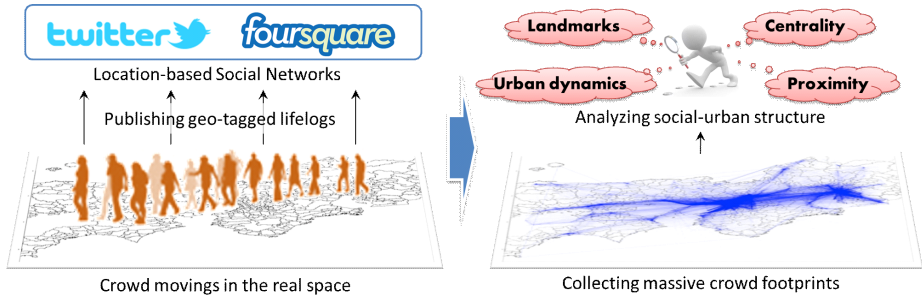 twitter foursquare
Location-based Social Networks
Publishing geo-tagged lifelogs
Crowd movings in the real space
Landmarks
Centrality
Urban dynamics
Proximity
Analyzing social-urban structure
Collecting massive crowd footprints